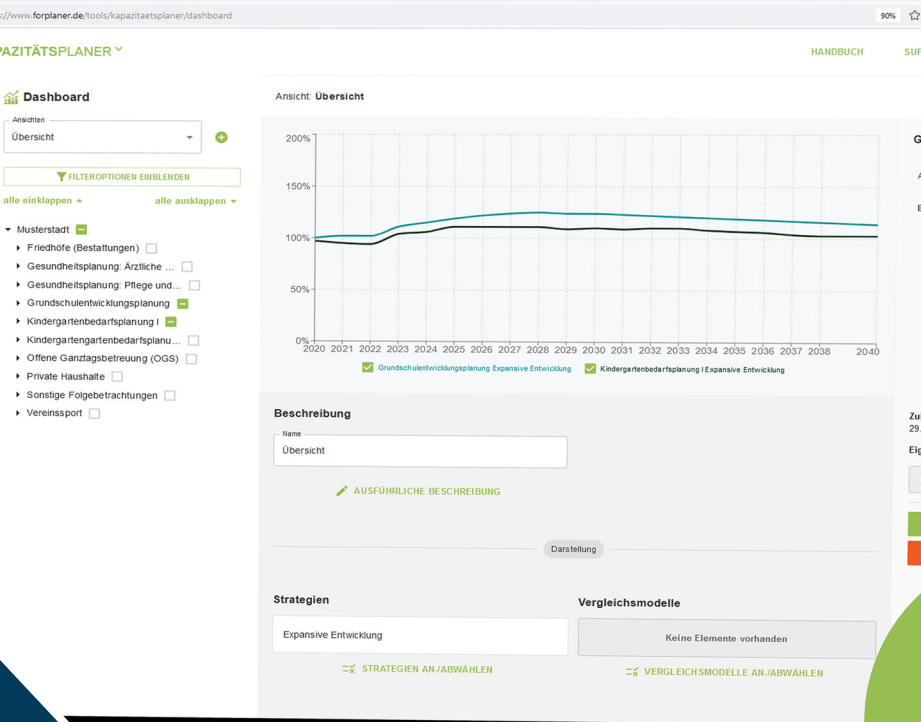 ://www.forplaner.de/tools/kapazitaetsplaner/dashboard
90%
PAZITÄTSPLANER
HANDBUCH
Dashboard
Ansicht: Übersicht
Ansichten
Übersicht
FILTEROPTIONEN EINBLENDEN
alle einklappen
alle ausklappen
Musterstadt
Friedhöfe (Bestattungen)
Gesundheitsplanung: Ärztliche ...
Gesundheitsplanung: Pflege und...
Grundschulentwicklungsplanung
Kindergartenbedarfsplanung I
Kindergartengartenbedarfsplanu...
Offene Ganztagsbetreuung (OGS)
Private Haushalte
Sonstige Folgebetrachtungen
Vereinssport
200%
150%
100%
50%
0%
2020 2021 2022 2023 2024 2025 2026 2027 2028 2029 2030 2031 2032 2033 2034 2035 2036 2037 2038 2040
Grundschulentwicklungsplanung Expansive Entwicklung
Kindergartenbedarfsplanung I Expansive Entwicklung
Beschreibung
Name
Übersicht
AUSFÜHRLICHE BESCHREIBUNG
Darstellung
Strategien
Vergleichsmodelle
Expansive Entwicklung
Keine Elemente vorhanden
STRATEGIEN AN-/ABWÄHLEN
VERGLEICHSMODELLE AN-/ABWÄHLEN
29.